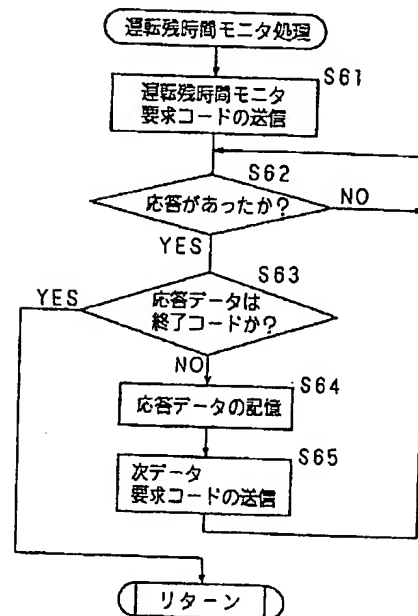 運転残時間モニタ処理
S61
運転残時間モニタ
要求コードの送信
S62
応答があったか?
NO
YES
S63
YES
応答データは
終了コードか?
NO
S64
応答データの記憶
S65
次データ
要求コードの送信
リターン